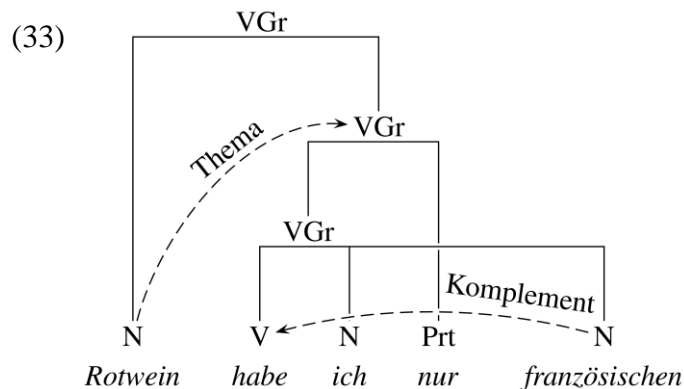 (33) VGr
Thema VGr
VGr
Komplement
N V N Prt N
Rotwein habe ich nur französischen